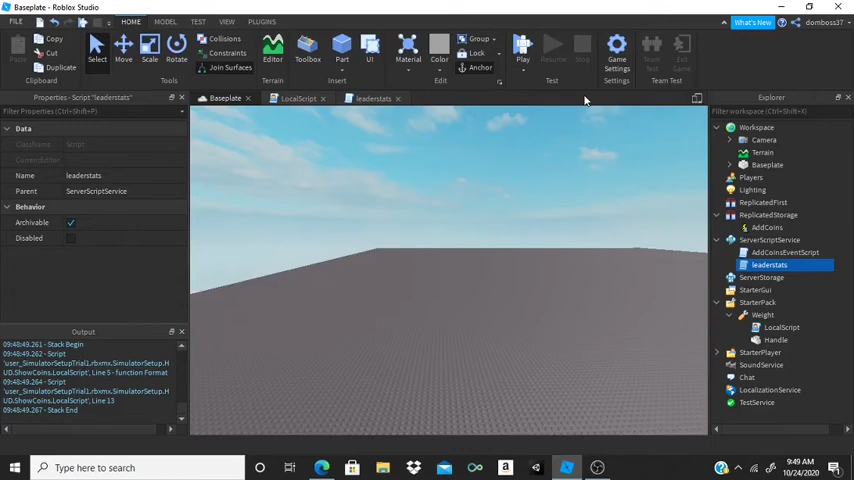 Baseplate - Roblox Studio
FILE HOME MODEL TEST VIEW PLUGINS What's New domboss37
Paste Copy Cut Duplicate Select Move Scale Rotate Collisions Constraints Join Surfaces Editor Toolbox Part UI Material Color Group Lock Anchor Play Resume Stop Game Settings Team Test Exit Game
Clipboard Tools Terrain Insert Edit Test Settings Team Test
Properties - Script "leaderstats"
Filter Properties (Ctrl+Shift+P)
Data
ClassName Script
CurrentEditor
Name leaderstats
Parent ServerScriptService
Behavior
Archivable
Disabled
Output
09:48:49.261 - Stack Begin
09:48:49.262 - Script
'user_SimulatorSetupTrial1.rbxmx.SimulatorSetup.H
UD.ShowCoins.LocalScript', Line 5 - function Format
09:48:49.264 - Script
'user_SimulatorSetupTrial1.rbxmx.SimulatorSetup.H
UD.ShowCoins.LocalScript', Line 13
09:48:49.267 - Stack End
Baseplate LocalScript leaderstats
Explorer
Filter workspace (Ctrl+Shift+X)
Workspace
Camera
Terrain
Baseplate
Players
Lighting
ReplicatedFirst
ReplicatedStorage
AddCoins
ServerScriptService
AddCoinsEventScript
leaderstats
ServerStorage
StarterGui
StarterPack
Weight
LocalScript
Handle
StarterPlayer
SoundService
Chat
LocalizationService
TestService
Type here to search
9:49 AM
10/24/2020